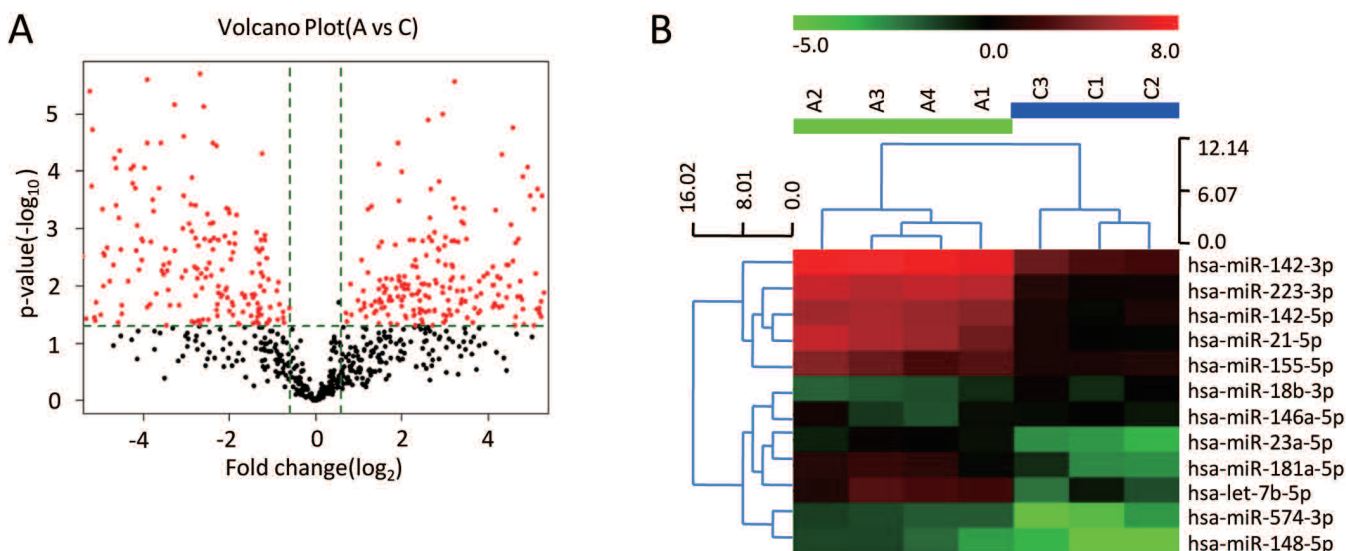 A
Volcano Plot(A vs C)
p-value(-log10)
5
4
3
2
1
0
-4 -2 0 2 4
Fold change(log2)
B
-5.0 0.0 8.0
A2 A3 A4 A1 C3 C1 C2
16.02 8.01 0.0
12.14
6.07
0.0
hsa-miR-142-3p
hsa-miR-223-3p
hsa-miR-142-5p
hsa-miR-21-5p
hsa-miR-155-5p
hsa-miR-18b-3p
hsa-miR-146a-5p
hsa-miR-23a-5p
hsa-miR-181a-5p
hsa-let-7b-5p
hsa-miR-574-3p
hsa-miR-148-5p